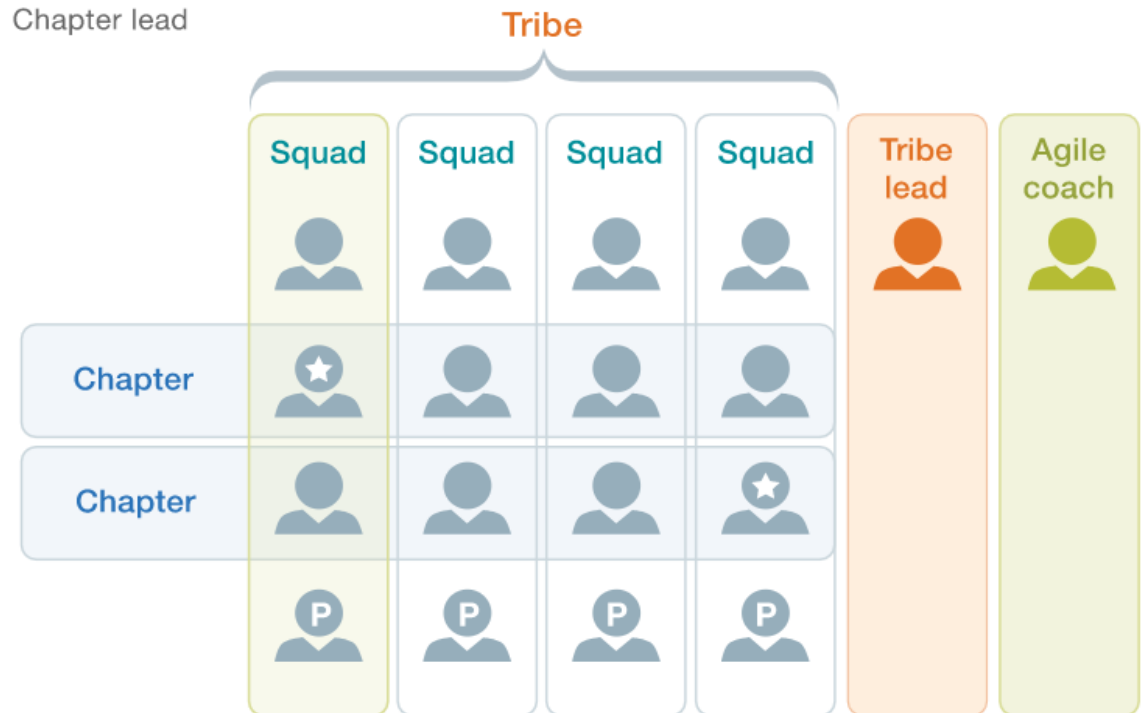 Chapter lead
Tribe
Squad Squad Squad Squad
Tribe
lead
Agile
coach
Chapter
Chapter
P P P P